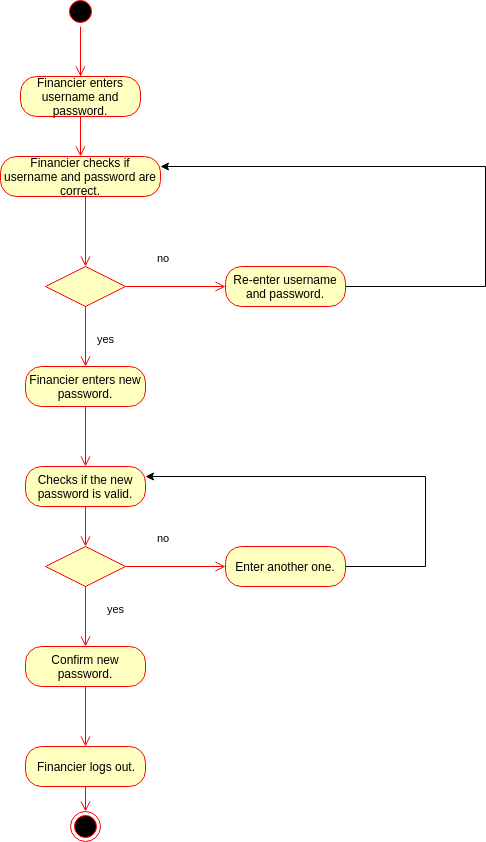 Financier enters
username and
password.
Financier checks if
username and password are
correct.
no
Re-enter username
and password.
yes
Financier enters new
password.
Checks if the new
password is valid.
no
Enter another one.
yes
Confirm new
password.
Financier logs out.